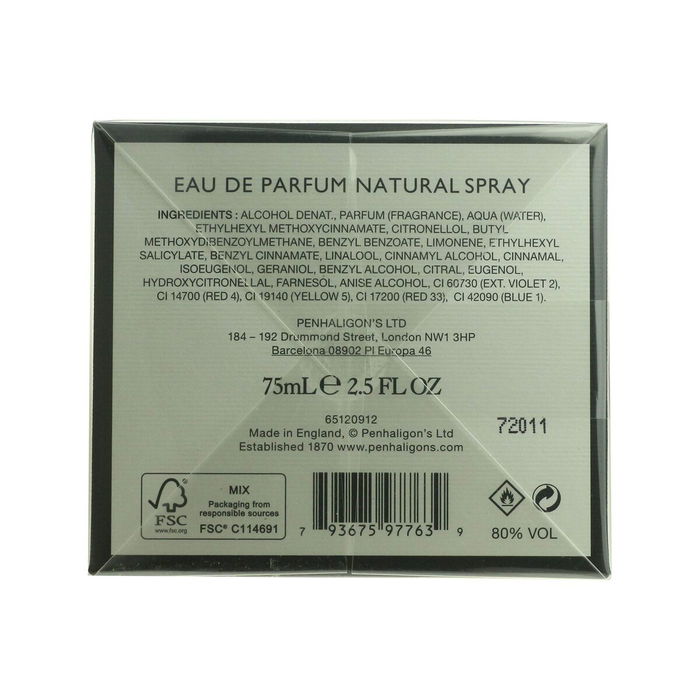 EAU DE PARFUM NATURAL SPRAY
INGREDIENTS : ALCOHOL DENAT., PARFUM (FRAGRANCE), AQUA (WATER),
ETHYLHEXYL METHOXYCINNAMATE, CITRONELLOL, BUTYL
METHOXYDIBENZOYLMETHANE, BENZYL BENZOATE, LIMONENE, ETHYLHEXYL
SALICYLATE, BENZYL CINNAMATE, LINALOOL, CINNAMYL ALCOHOL, CINNAMAL,
ISOEUGENOL, GERANIOL, BENZYL ALCOHOL, CITRAL, EUGENOL,
HYDROXYCITRONELLAL, FARNESOL, ANISE ALCOHOL, CI 60730 (EXT. VIOLET 2),
CI 14700 (RED 4), CI 19140 (YELLOW 5), CI 17200 (RED 33), CI 42090 (BLUE 1).
PENHALIGON'S LTD
184 – 192 Drummond Street, London NW1 3HP
Barcelona 08902 Pl Europa 46
75mL ℮ 2.5 FL OZ
65120912
72011
Made in England, © Penhaligon's Ltd
Established 1870 www.penhaligons.com
FSC
www.fsc.org
MIX
Packaging from
responsible sources
FSC® C114691
7 93675 97763 9
80% VOL